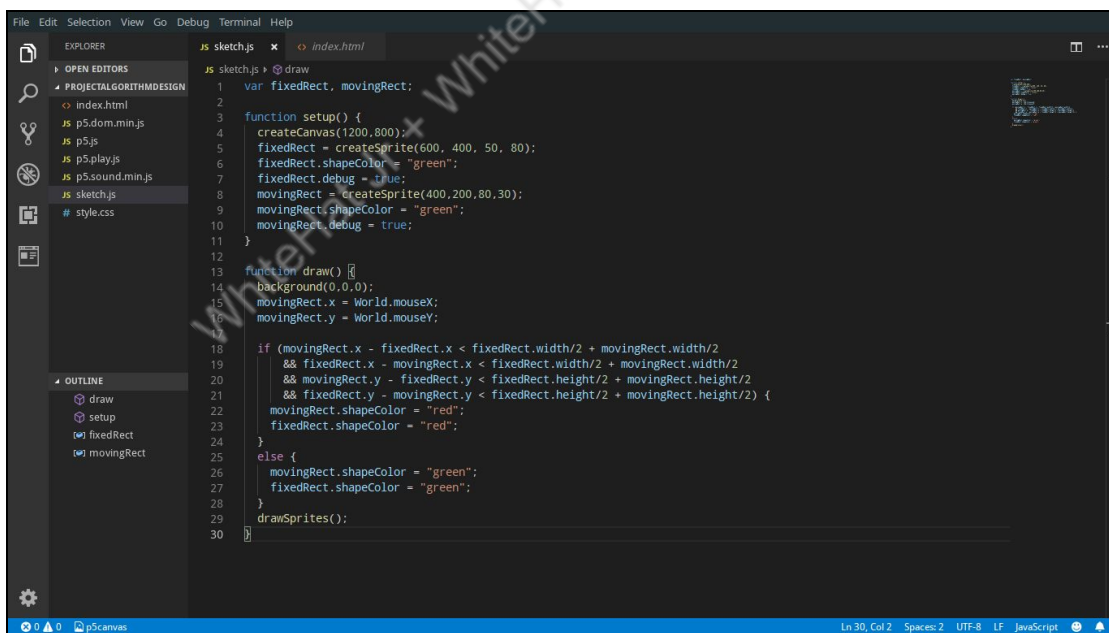 File Edit Selection View Go Debug Terminal Help
EXPLORER
OPEN EDITORS
PROJECTALGORITHMDESIGN
<> index.html
JS p5.dom.min.js
JS p5.js
JS p5.play.js
JS p5.sound.min.js
JS sketch.js
# style.css
OUTLINE
draw
setup
fixedRect
movingRect
JS sketch.js × <> index.html
JS sketch.js draw
1 var fixedRect, movingRect;
2
3 function setup() {
4 createCanvas(1200,800);
5 fixedRect = createSprite(600, 400, 50, 80);
6 fixedRect.shapeColor = "green";
7 fixedRect.debug = true;
8 movingRect = createSprite(400,200,80,30);
9 movingRect.shapeColor = "green";
10 movingRect.debug = true;
11 }
12
13 function draw() {
14 background(0,0,0);
15 movingRect.x = World.mouseX;
16 movingRect.y = World.mouseY;
17
18 if (movingRect.x - fixedRect.x < fixedRect.width/2 + movingRect.width/2
19 && fixedRect.x - movingRect.x < fixedRect.width/2 + movingRect.width/2
20 && movingRect.y - fixedRect.y < fixedRect.height/2 + movingRect.height/2
21 && fixedRect.y - movingRect.y < fixedRect.height/2 + movingRect.height/2) {
22 movingRect.shapeColor = "red";
23 fixedRect.shapeColor = "red";
24 }
25 else {
26 movingRect.shapeColor = "green";
27 fixedRect.shapeColor = "green";
28 }
29 drawSprites();
30 }
WhiteHat Jr + White
0 0 p5canvas
Ln 30, Col 2 Spaces: 2 UTF-8 LF JavaScript